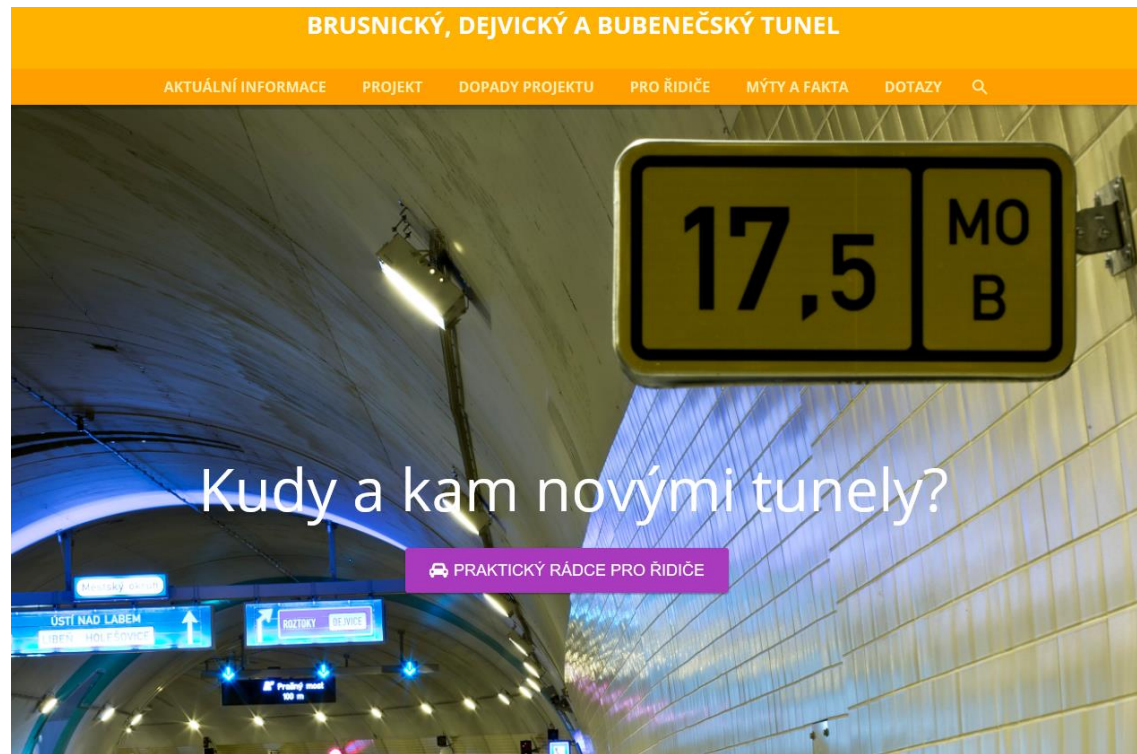 BRUSNICKÝ, DEJVICKÝ A BUBENEČSKÝ TUNEL
AKTUÁLNÍ INFORMACE PROJEKT DOPADY PROJEKTU PRO ŘIDIČE MÝTY A FAKTA DOTAZY
17,5 MO B
Kudy a kam novými tunely?
PRAKTICKÝ RÁDCE PRO ŘIDIČE
Městský okruh
ÚSTÍ NAD LABEM
LIBEŇ HOLEŠOVICE
ROZTOKY DEJVICE
Prašný most
100 m